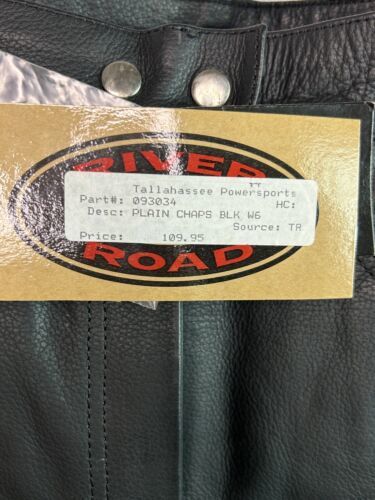 RIVER
Tallahassee Powersports
Part#: 093034 HC:
Desc: PLAIN CHAPS BLK W6
Source: TR
Price: 109.95
ROAD